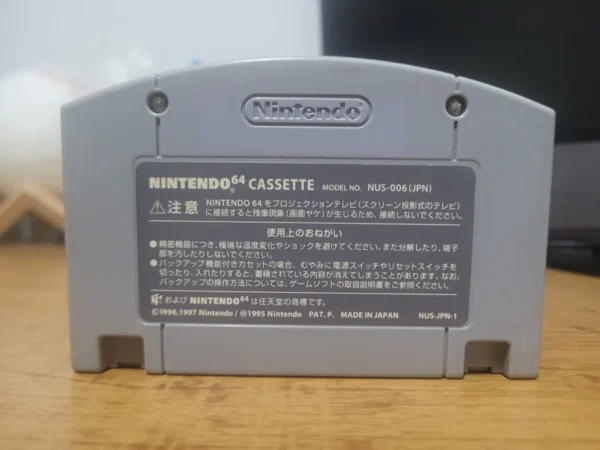 Nintendo
NINTENDO64 CASSETTE MODEL NO. NUS-006(JPN)
⚠注意 NINTENDO 64 をプロジェクションテレビ(スクリーン投影式のテレビ)
に接続すると残像現象(画面ヤケ)が生じるため、接続しないでください。
使用上のおねがい
●精密機器につき、極端な温度変化やショックを避けてください。また分解したり、端子
部を汚したりしないでください。
●バックアップ機能付きカセットの場合、むやみに電源スイッチやリセットスイッチを
切ったり、入れたりすると、蓄積されている内容が消えてしまうことがあります。なお、
バックアップの操作方法については、ゲームソフトの取扱説明書をご参照ください。
および NINTENDO64 は任天堂の商標です。
©1996,1997 Nintendo/Ⓜ1995 Nintendo PAT. P. MADE IN JAPAN NUS-JPN-1